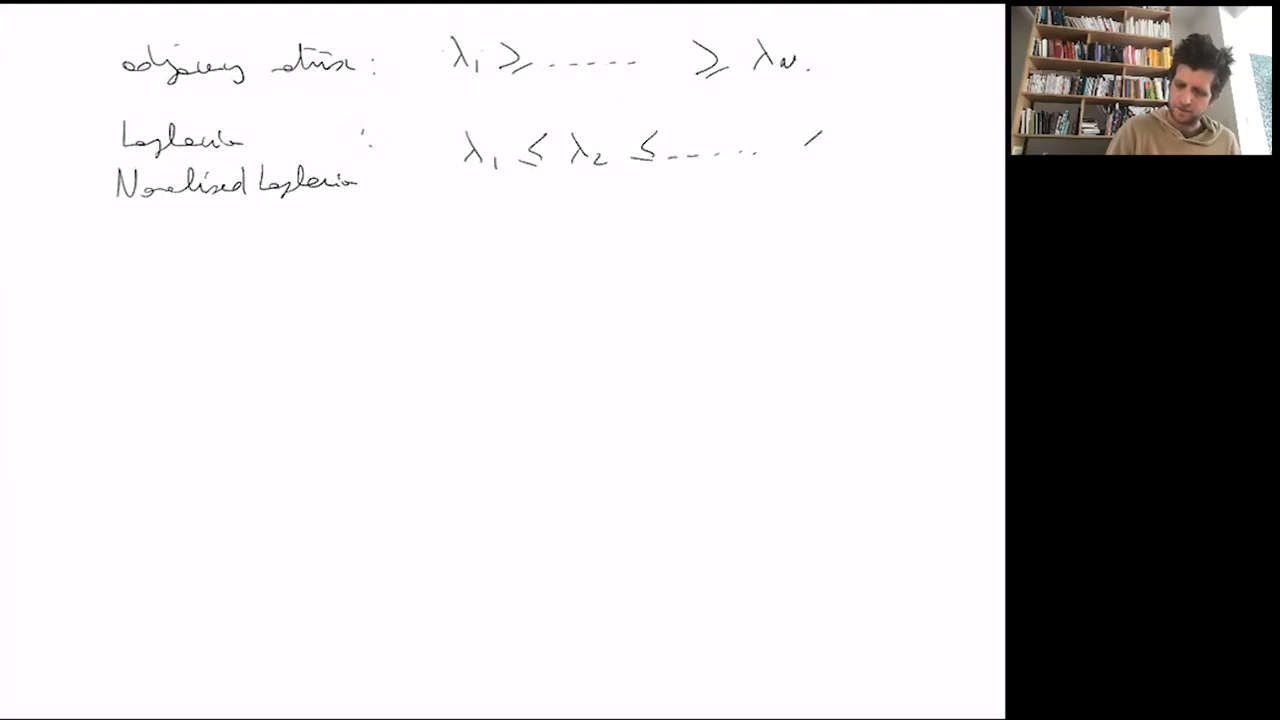 adjacency matrix : λ₁ ≥ ..... ≥ λN.
Laplacian : λ₁ ≤ λ₂ ≤ .....
Normalised Laplacian